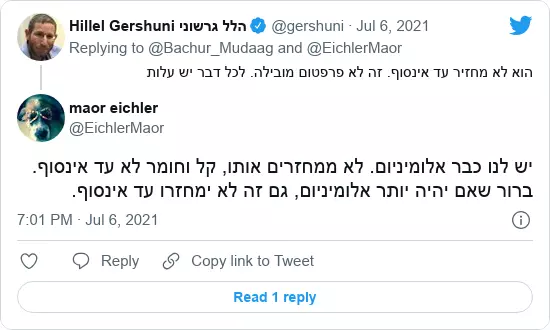 Hillel Gershuni הלל גרשוני @gershuni · Jul 6, 2021
Replying to @Bachur_Mudaag and @EichlerMaor
הוא לא מחזיר עד אינסוף. זה לא פרפטום מובילה. לכל דבר יש עלות
maor eichler
@EichlerMaor
יש לנו כבר אלומיניום. לא ממחזרים אותו, קל וחומר לא עד אינסוף.
ברור שאם יהיה יותר אלומיניום, גם זה לא ימחזרו עד אינסוף.
7:01 PM · Jul 6, 2021
Reply
Copy link to Tweet
Read 1 reply